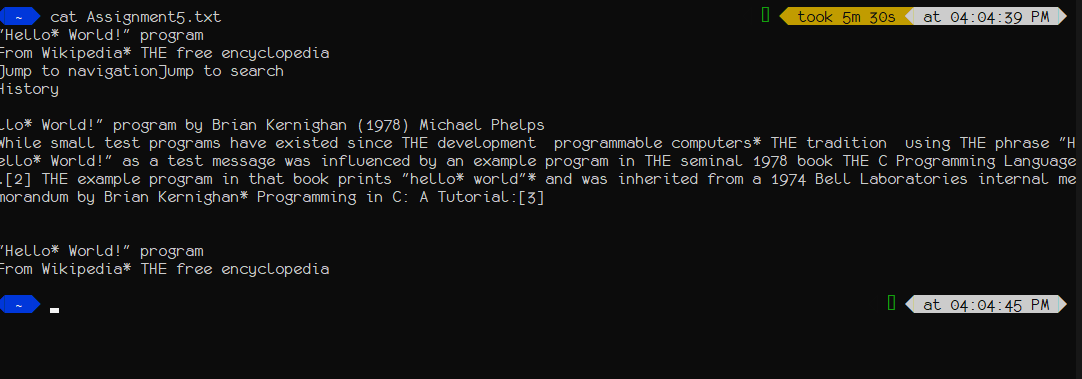 ~ cat Assignment5.txt took 5m 30s at 04:04:39 PM
"Hello* World!" program
From Wikipedia* THE free encyclopedia
Jump to navigationJump to search
History
llo* World!" program by Brian Kernighan (1978) Michael Phelps
While small test programs have existed since THE development  programmable computers* THE tradition  using THE phrase "H
ello* World!" as a test message was influenced by an example program in THE seminal 1978 book THE C Programming Language
.[2] THE example program in that book prints "hello* world"* and was inherited from a 1974 Bell Laboratories internal me
morandum by Brian Kernighan* Programming in C: A Tutorial:[3]
"Hello* World!" program
From Wikipedia* THE free encyclopedia
~ at 04:04:45 PM